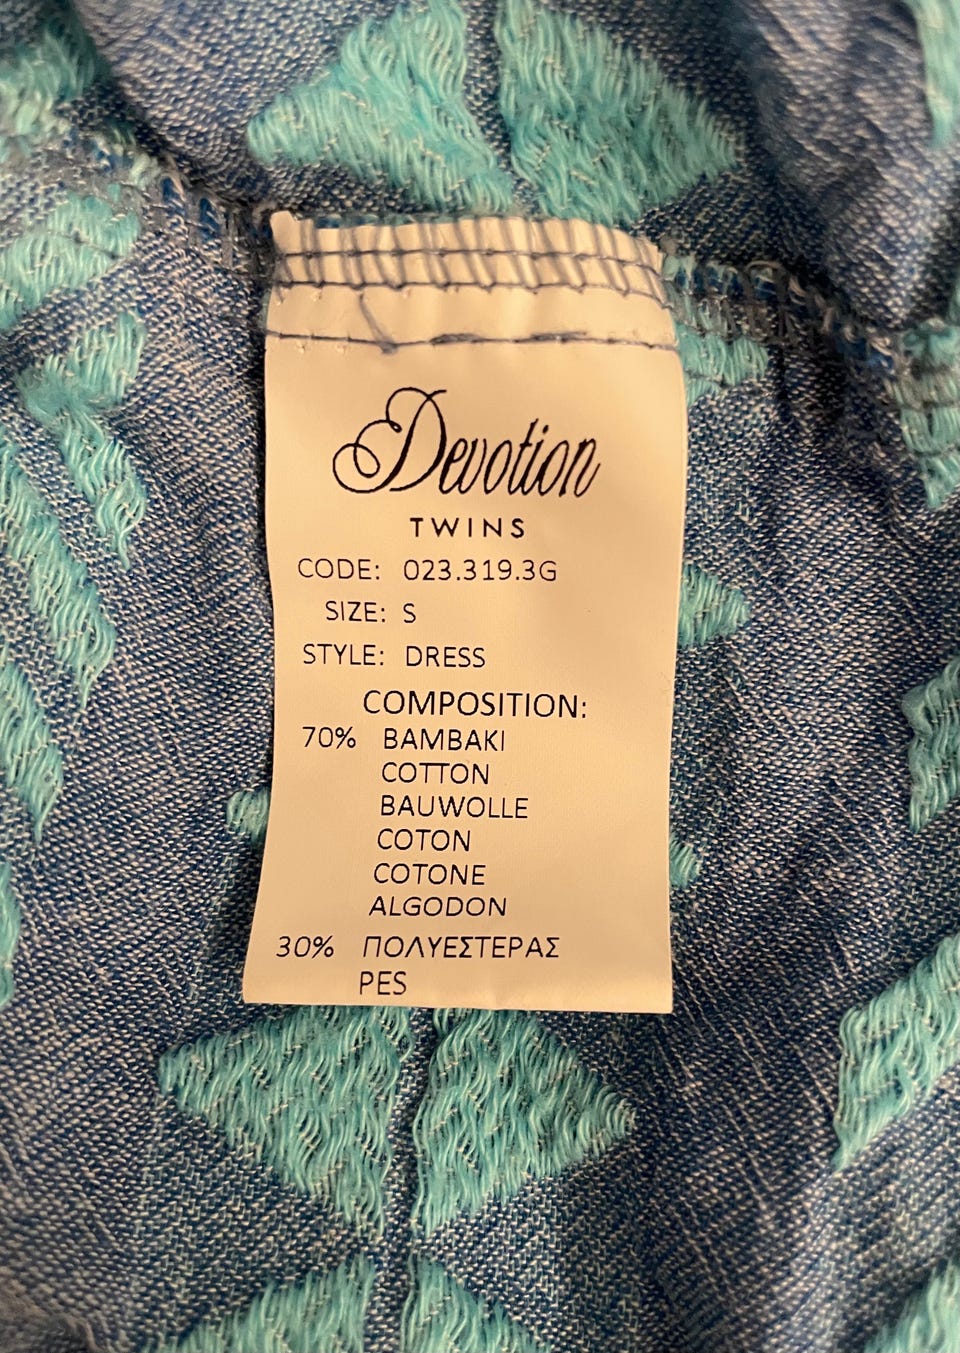 Devotion
TWINS
CODE: 023.319.3G
SIZE: S
STYLE: DRESS
COMPOSITION:
70% BAMBAKI
COTTON
BAUWOLLE
COTON
COTONE
ALGODON
30% ΠΟΛΥΕΣΤΕΡΑΣ
PES